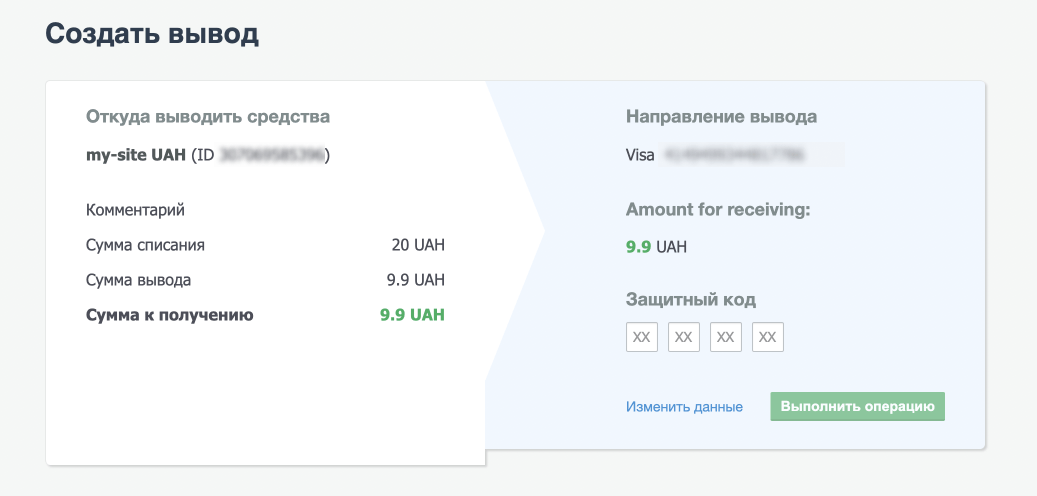 Создать вывод
Откуда выводить средства
my-site UAH (ID )
Комментарий
Сумма списания 20 UAH
Сумма вывода 9.9 UAH
Сумма к получению 9.9 UAH
Направление вывода
Visa
Amount for receiving:
9.9 UAH
Защитный код
XX XX XX XX
Изменить данные Выполнить операцию